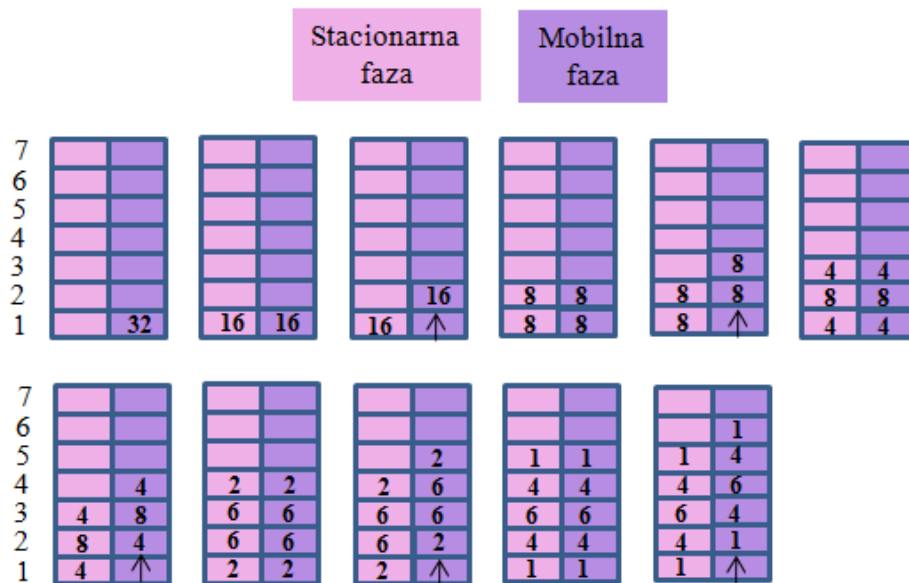 Stacionarna
faza
Mobilna
faza
7
6
5
4
3 8 4 4
2 16 8 8 8 8 8 8
1 32 16 16 16 8 8 8 4 4
7
6 1
5 2 1 1 1 4
4 4 2 2 2 6 4 4 4 6
3 4 8 6 6 6 6 6 6 6 4
2 8 4 6 6 6 2 4 4 4 1
1 4 2 2 2 1 1 1